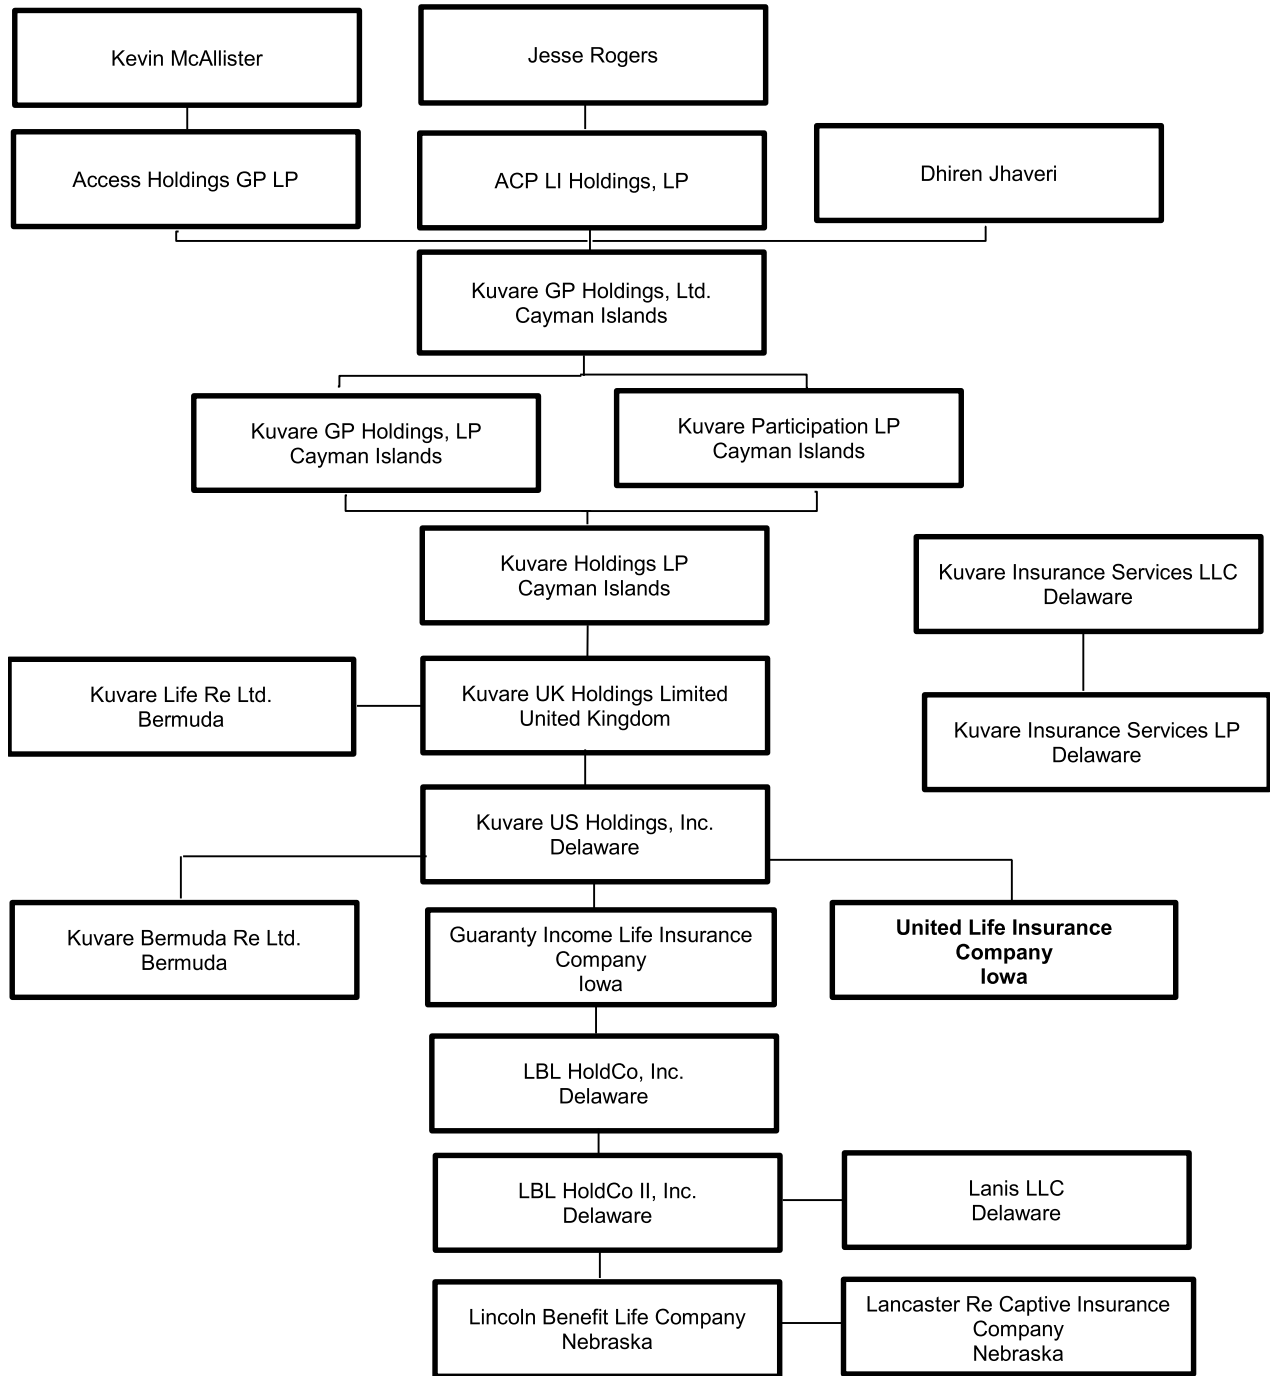 Kevin McAllister
Jesse Rogers
Access Holdings GP LP
ACP LI Holdings, LP
Dhiren Jhaveri
Kuvare GP Holdings, Ltd.
Cayman Islands
Kuvare GP Holdings, LP
Cayman Islands
Kuvare Participation LP
Cayman Islands
Kuvare Holdings LP
Cayman Islands
Kuvare Insurance Services LLC
Delaware
Kuvare Life Re Ltd.
Bermuda
Kuvare UK Holdings Limited
United Kingdom
Kuvare Insurance Services LP
Delaware
Kuvare US Holdings, Inc.
Delaware
Kuvare Bermuda Re Ltd.
Bermuda
Guaranty Income Life Insurance
Company
Iowa
United Life Insurance
Company
Iowa
LBL HoldCo, Inc.
Delaware
LBL HoldCo II, Inc.
Delaware
Lanis LLC
Delaware
Lincoln Benefit Life Company
Nebraska
Lancaster Re Captive Insurance
Company
Nebraska